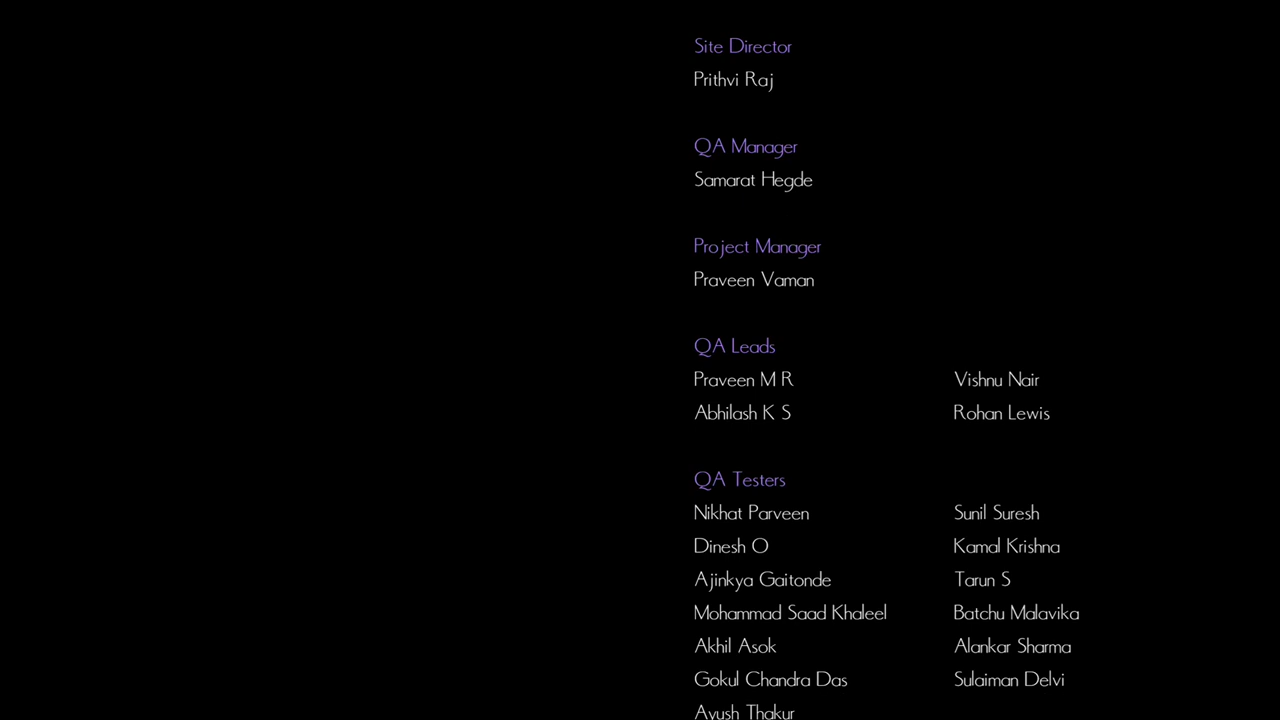 Site Director
Prithvi Raj
QA Manager
Samarat Hegde
Project Manager
Praveen Vaman
QA Leads
Praveen M R Vishnu Nair
Abhilash K S Rohan Lewis
QA Testers
Nikhat Parveen Sunil Suresh
Dinesh O Kamal Krishna
Ajinkya Gaitonde Tarun S
Mohammad Saad Khaleel Batchu Malavika
Akhil Asok Alankar Sharma
Gokul Chandra Das Sulaiman Delvi
Ayush Thakur